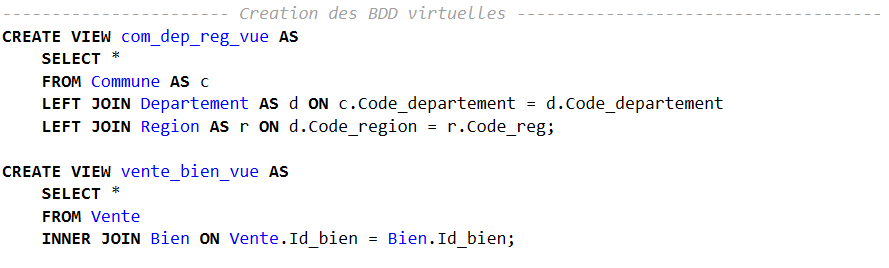 ----------------------- Creation des BDD virtuelles -------------------------------------
CREATE VIEW com_dep_reg_vue AS
    SELECT *
    FROM Commune AS c
    LEFT JOIN Departement AS d ON c.Code_departement = d.Code_departement
    LEFT JOIN Region AS r ON d.Code_region = r.Code_reg;

CREATE VIEW vente_bien_vue AS
    SELECT *
    FROM Vente
    INNER JOIN Bien ON Vente.Id_bien = Bien.Id_bien;